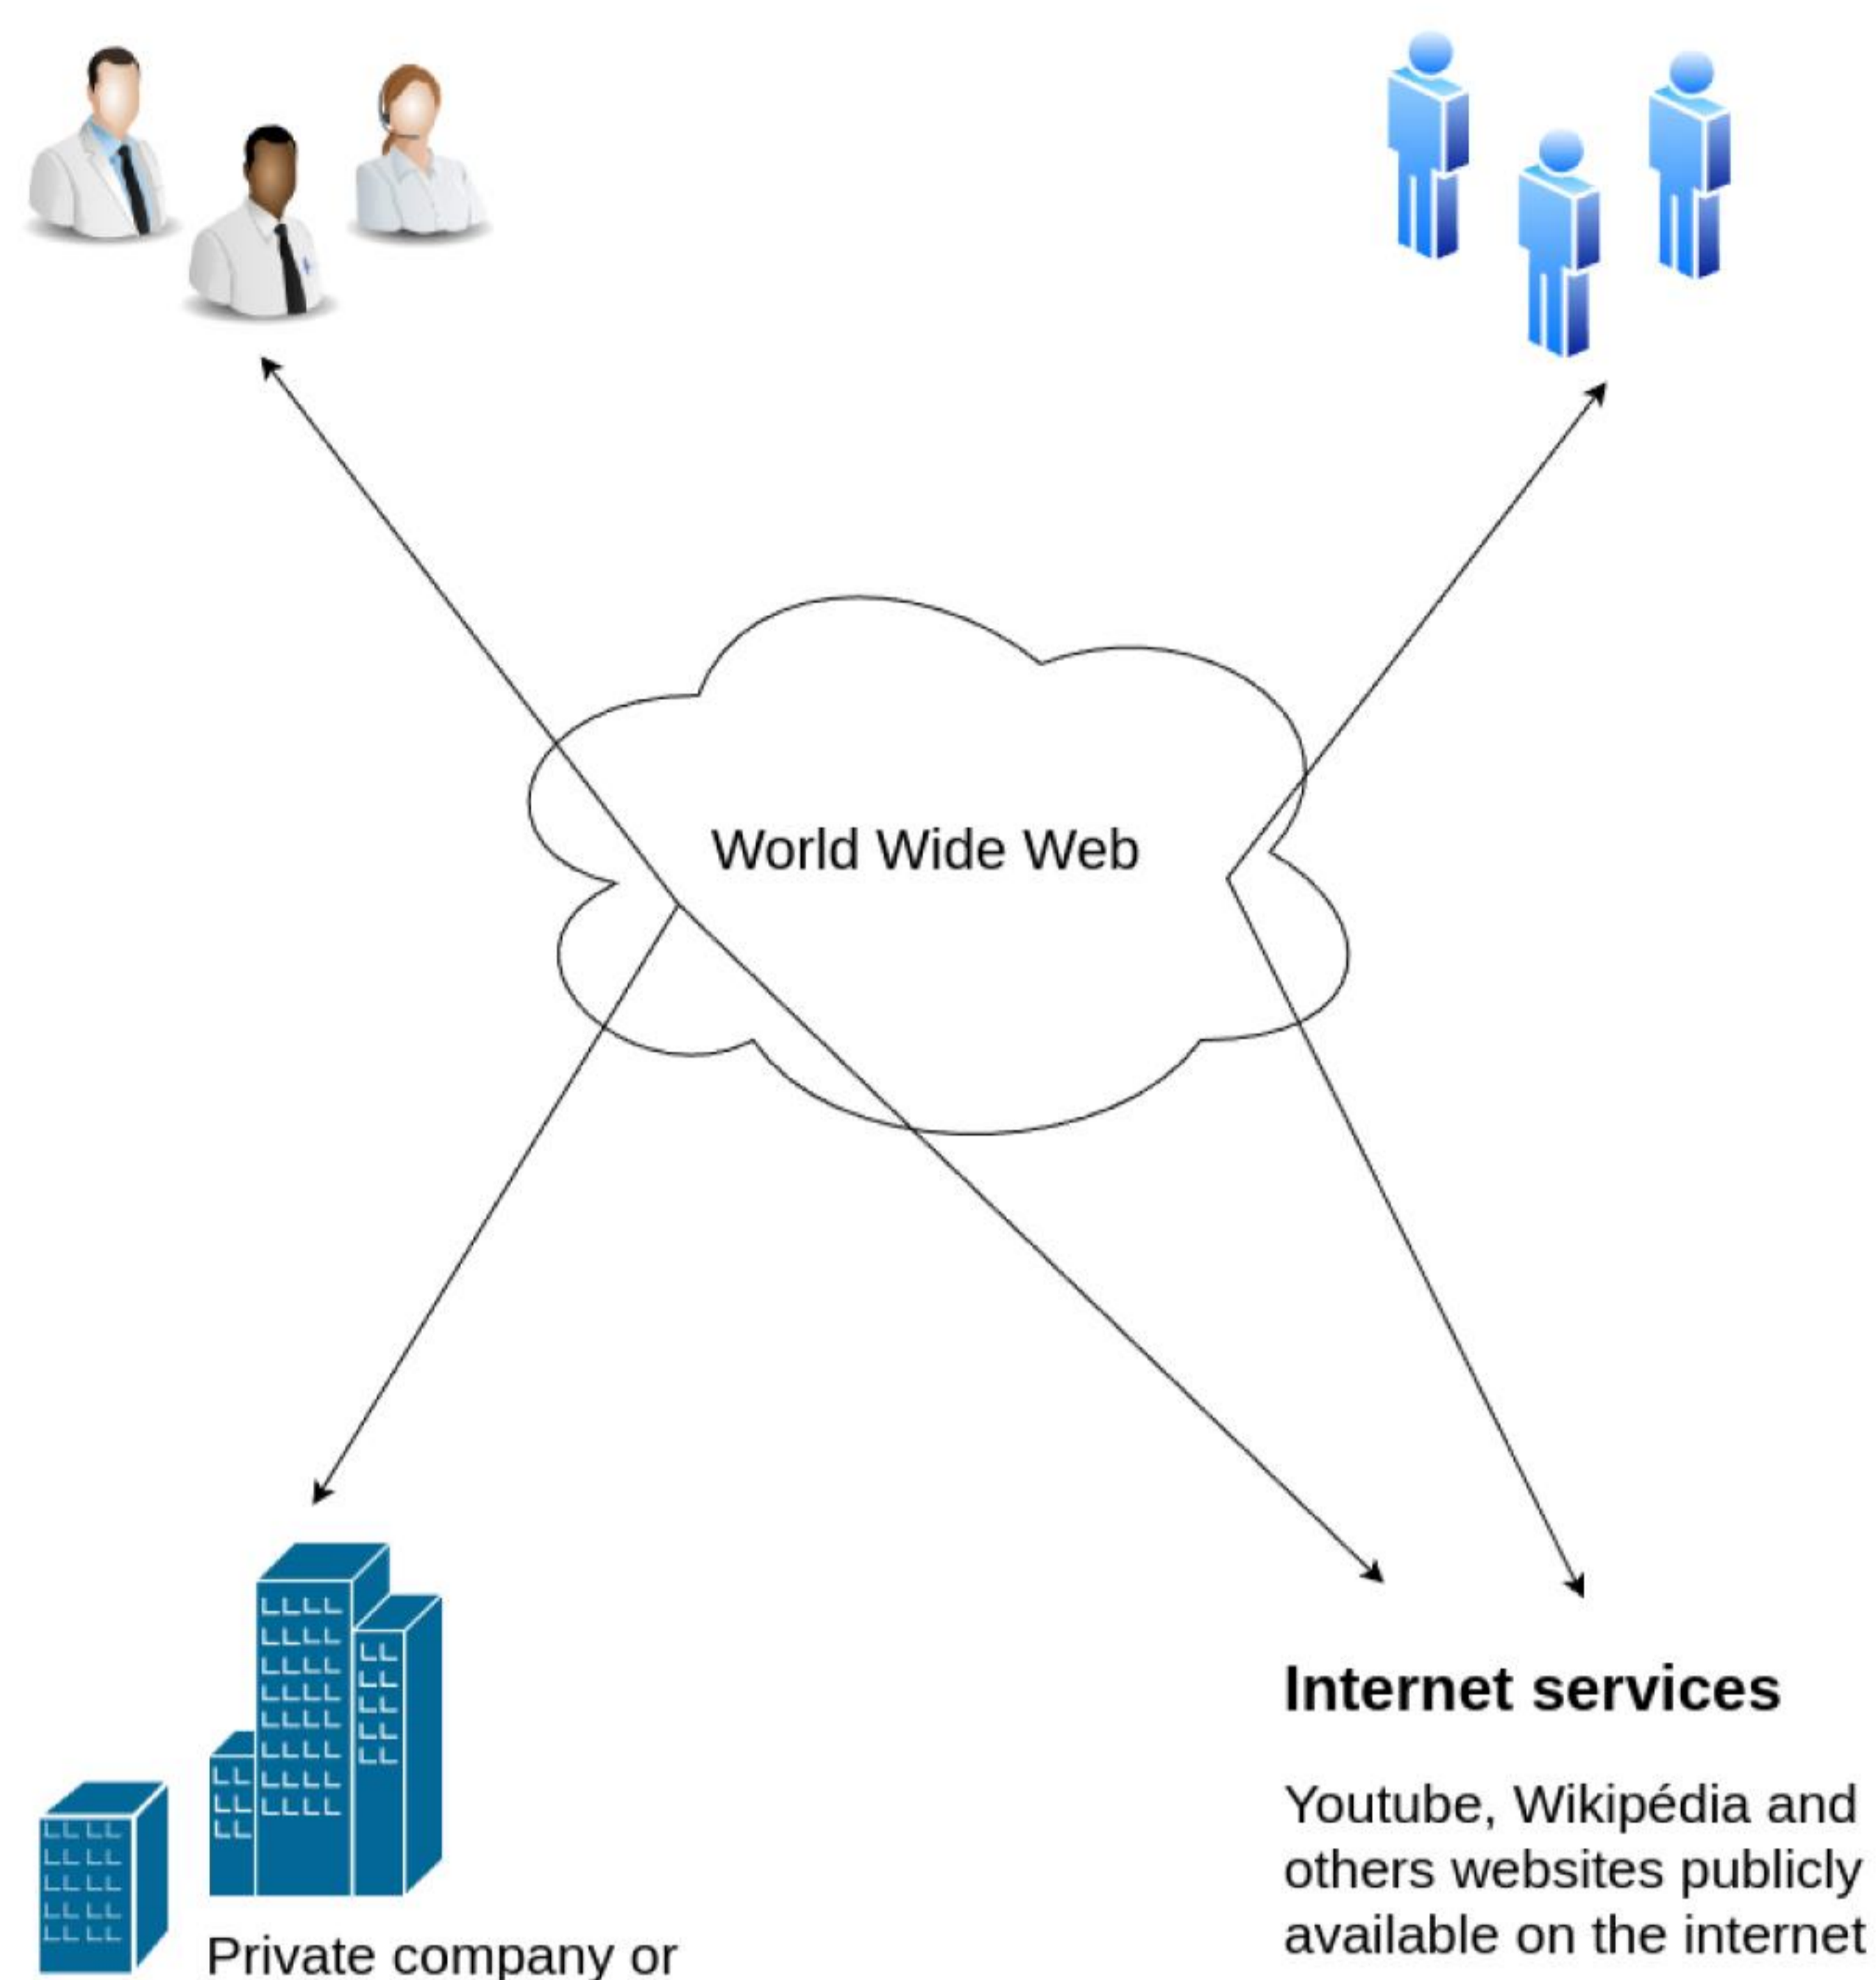 World Wide Web
Internet services
Youtube, Wikipédia and
others websites publicly
available on the internet
Private company or